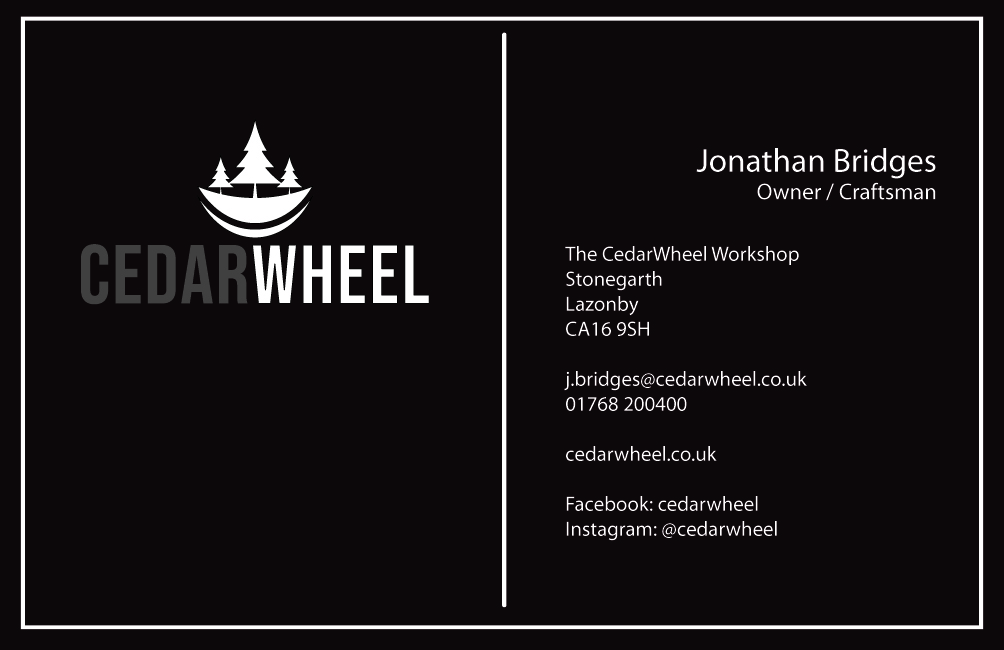 CEDARWHEEL
Jonathan Bridges
Owner / Craftsman
The CedarWheel Workshop
Stonegarth
Lazonby
CA16 9SH
j.bridges@cedarwheel.co.uk
01768 200400
cedarwheel.co.uk
Facebook: cedarwheel
Instagram: @cedarwheel